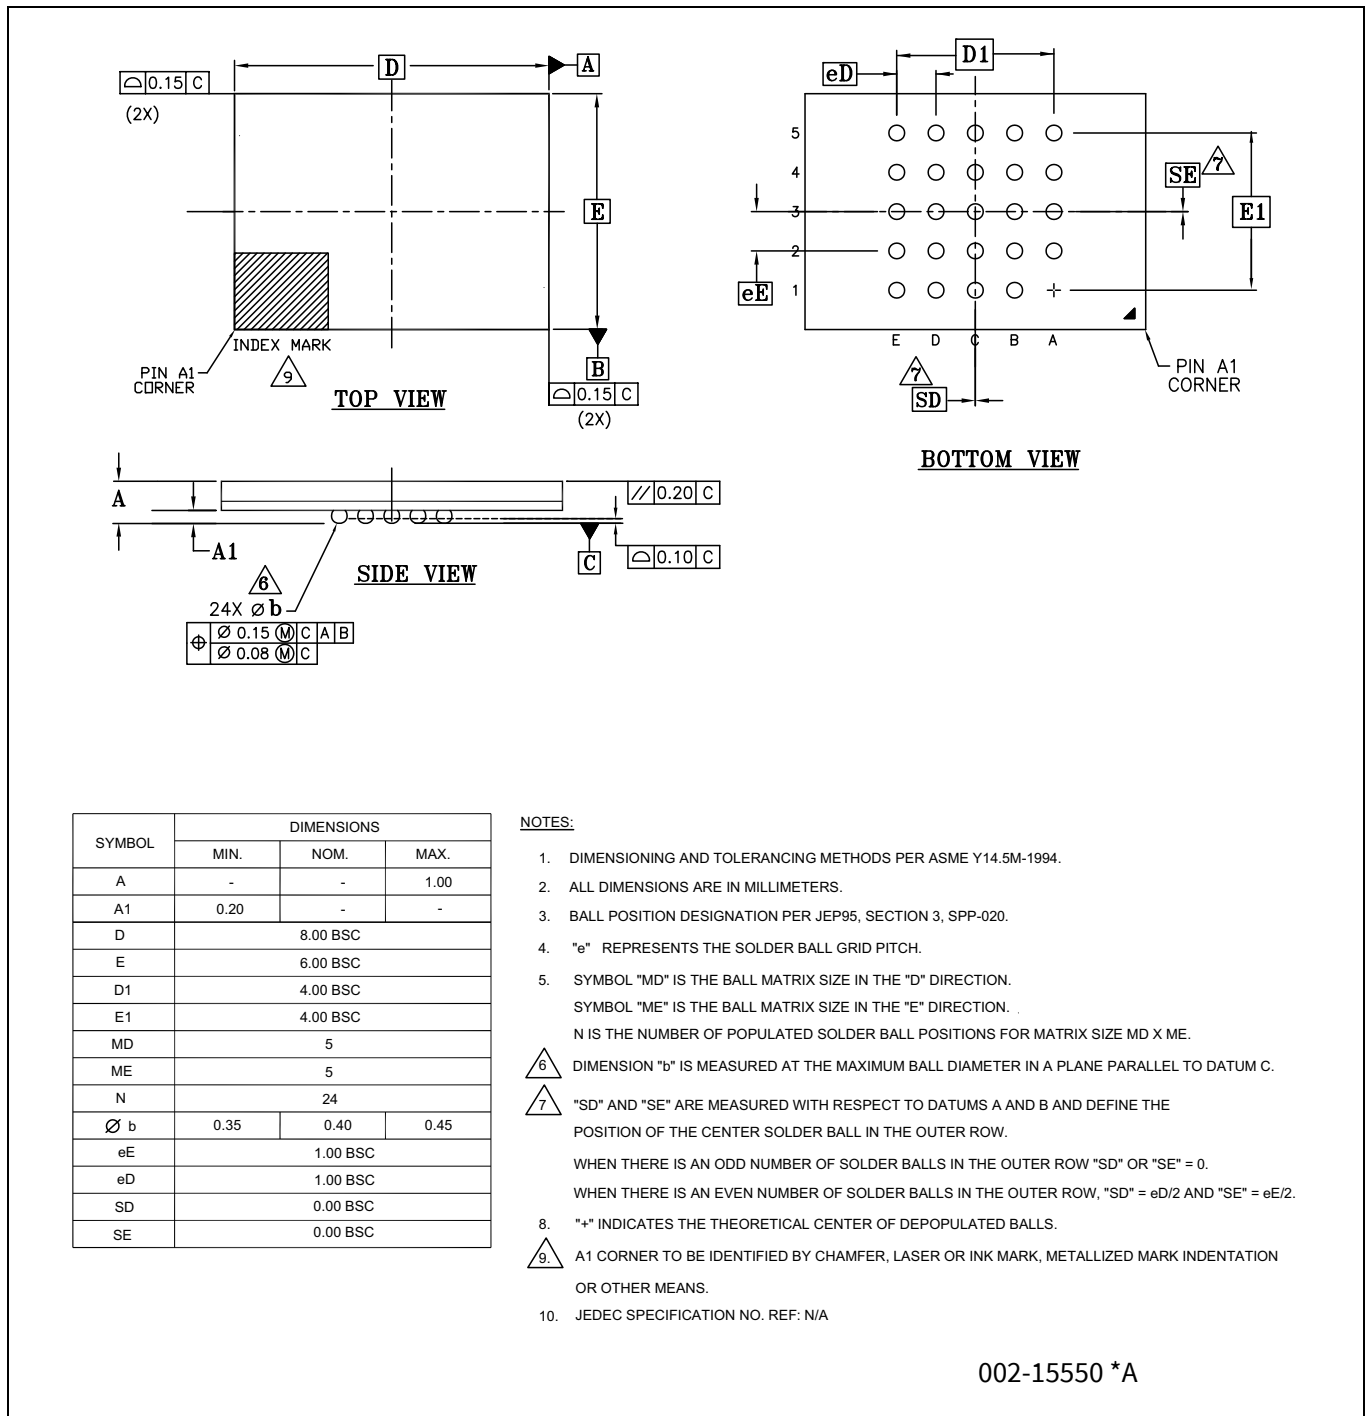 D
A
⌓ 0.15 C
(2X)
E
INDEX MARK
9
PIN A1
CORNER
B
⌓ 0.15 C
(2X)
TOP VIEW
D1
eD
5
4
3
2
1
7
SE
E1
eE
E D C B A
7
SD
PIN A1
CORNER
BOTTOM VIEW
A
A1
// 0.20 C
⌓ 0.10 C
C
SIDE VIEW
6
24X Ø b
⌖ Ø 0.15 Ⓜ C A B
Ø 0.08 Ⓜ C
SYMBOL DIMENSIONS
MIN. NOM. MAX.
A - - 1.00
A1 0.20 - -
D 8.00 BSC
E 6.00 BSC
D1 4.00 BSC
E1 4.00 BSC
MD 5
ME 5
N 24
Ø b 0.35 0.40 0.45
eE 1.00 BSC
eD 1.00 BSC
SD 0.00 BSC
SE 0.00 BSC
NOTES:
1. DIMENSIONING AND TOLERANCING METHODS PER ASME Y14.5M-1994.
2. ALL DIMENSIONS ARE IN MILLIMETERS.
3. BALL POSITION DESIGNATION PER JEP95, SECTION 3, SPP-020.
4. "e" REPRESENTS THE SOLDER BALL GRID PITCH.
5. SYMBOL "MD" IS THE BALL MATRIX SIZE IN THE "D" DIRECTION.
SYMBOL "ME" IS THE BALL MATRIX SIZE IN THE "E" DIRECTION.
N IS THE NUMBER OF POPULATED SOLDER BALL POSITIONS FOR MATRIX SIZE MD X ME.
6 DIMENSION "b" IS MEASURED AT THE MAXIMUM BALL DIAMETER IN A PLANE PARALLEL TO DATUM C.
7 "SD" AND "SE" ARE MEASURED WITH RESPECT TO DATUMS A AND B AND DEFINE THE
POSITION OF THE CENTER SOLDER BALL IN THE OUTER ROW.
WHEN THERE IS AN ODD NUMBER OF SOLDER BALLS IN THE OUTER ROW "SD" OR "SE" = 0.
WHEN THERE IS AN EVEN NUMBER OF SOLDER BALLS IN THE OUTER ROW, "SD" = eD/2 AND "SE" = eE/2.
8. "+" INDICATES THE THEORETICAL CENTER OF DEPOPULATED BALLS.
9. A1 CORNER TO BE IDENTIFIED BY CHAMFER, LASER OR INK MARK, METALLIZED MARK INDENTATION
OR OTHER MEANS.
10. JEDEC SPECIFICATION NO. REF: N/A
002-15550 *A